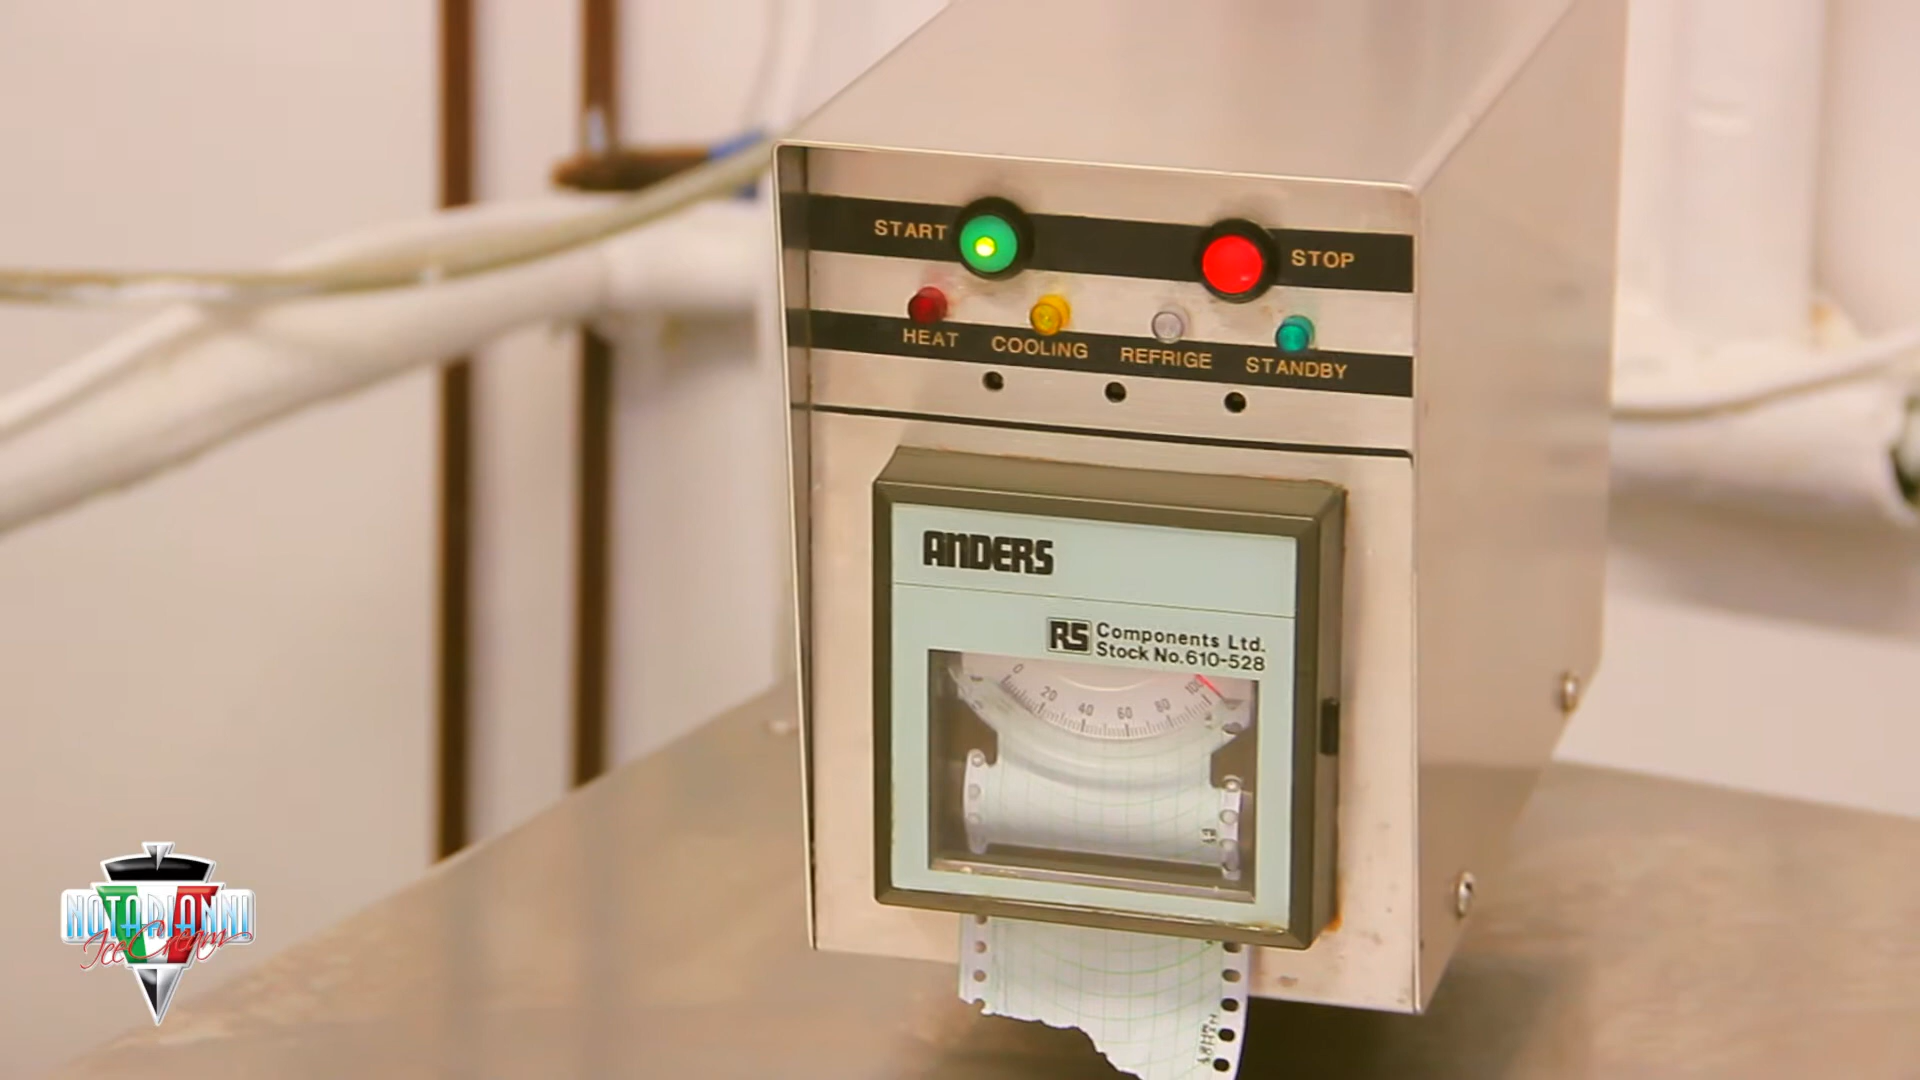 START
STOP
HEAT COOLING REFRIGE STANDBY
ANDERS
RS Components Ltd.
Stock No. 610-528
0 20 40 60 80 100
NOTARIANNI
Ice Cream